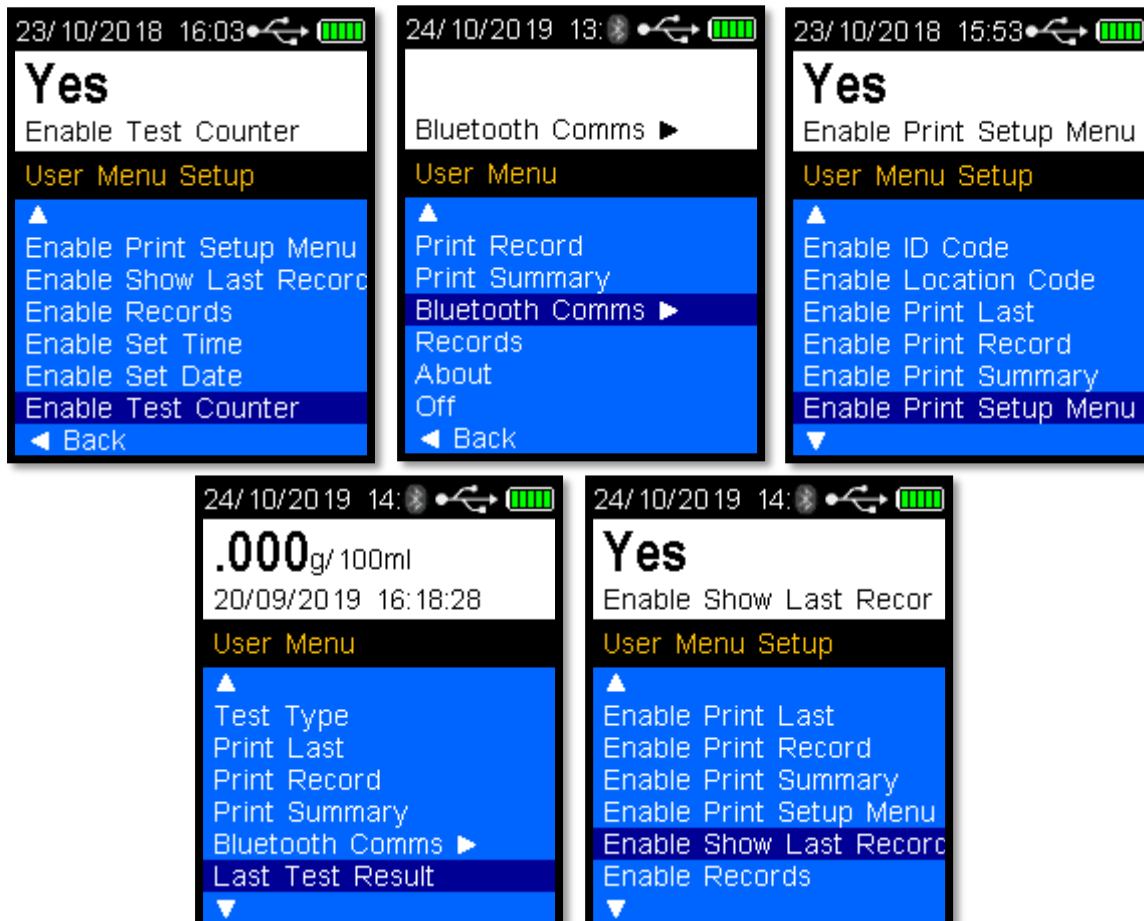 23/10/2018 16:03
Yes
Enable Test Counter
User Menu Setup
Enable Print Setup Menu
Enable Show Last Recorc
Enable Records
Enable Set Time
Enable Set Date
Enable Test Counter
Back
24/10/2019 13:
Bluetooth Comms ▶
User Menu
Print Record
Print Summary
Bluetooth Comms ▶
Records
About
Off
Back
23/10/2018 15:53
Yes
Enable Print Setup Menu
User Menu Setup
Enable ID Code
Enable Location Code
Enable Print Last
Enable Print Record
Enable Print Summary
Enable Print Setup Menu
24/10/2019 14:
.000g/100ml
20/09/2019 16:18:28
User Menu
Test Type
Print Last
Print Record
Print Summary
Bluetooth Comms ▶
Last Test Result
24/10/2019 14:
Yes
Enable Show Last Recor
User Menu Setup
Enable Print Last
Enable Print Record
Enable Print Summary
Enable Print Setup Menu
Enable Show Last Recorc
Enable Records